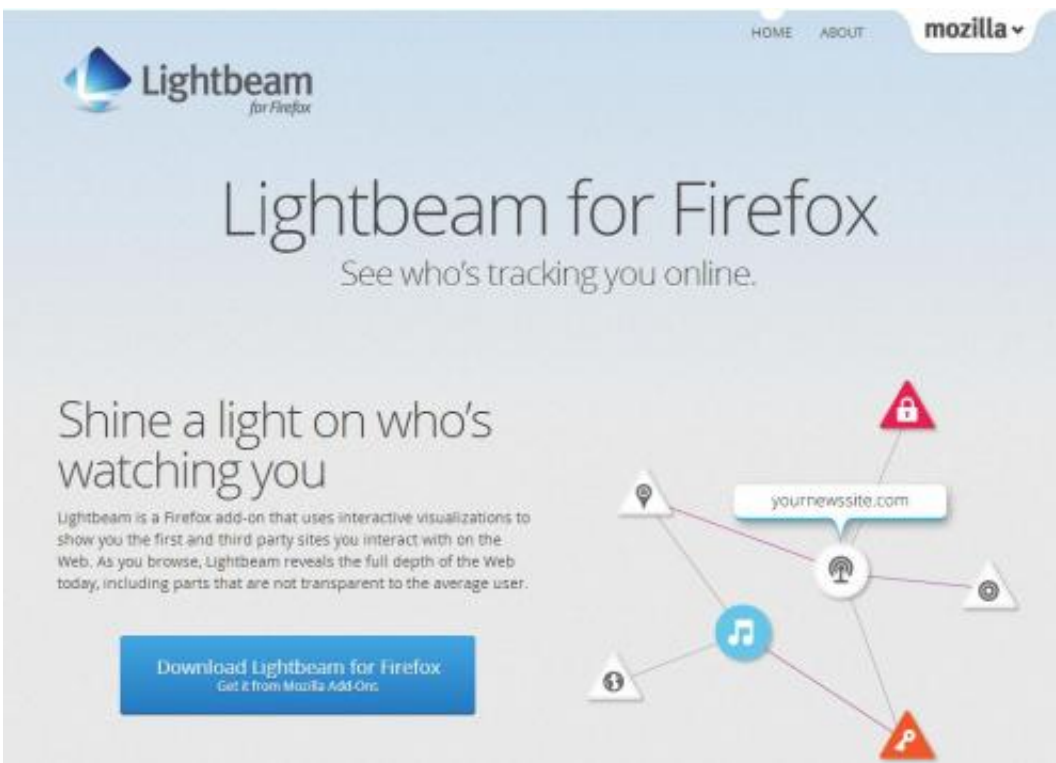 HOME ABOUT mozilla
Lightbeam
for Firefox
Lightbeam for Firefox
See who's tracking you online.
Shine a light on who's
watching you
Lightbeam is a Firefox add-on that uses interactive visualizations to
show you the first and third party sites you interact with on the
Web. As you browse, Lightbeam reveals the full depth of the Web
today, including parts that are not transparent to the average user.
yournewssite.com
Download Lightbeam for Firefox
Get it from Mozilla Add-Ons